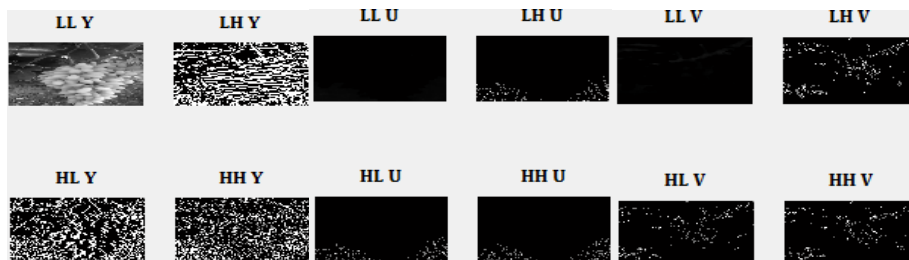 LL Y LH Y LL U LH U LL V LH V
HL Y HH Y HL U HH U HL V HH V